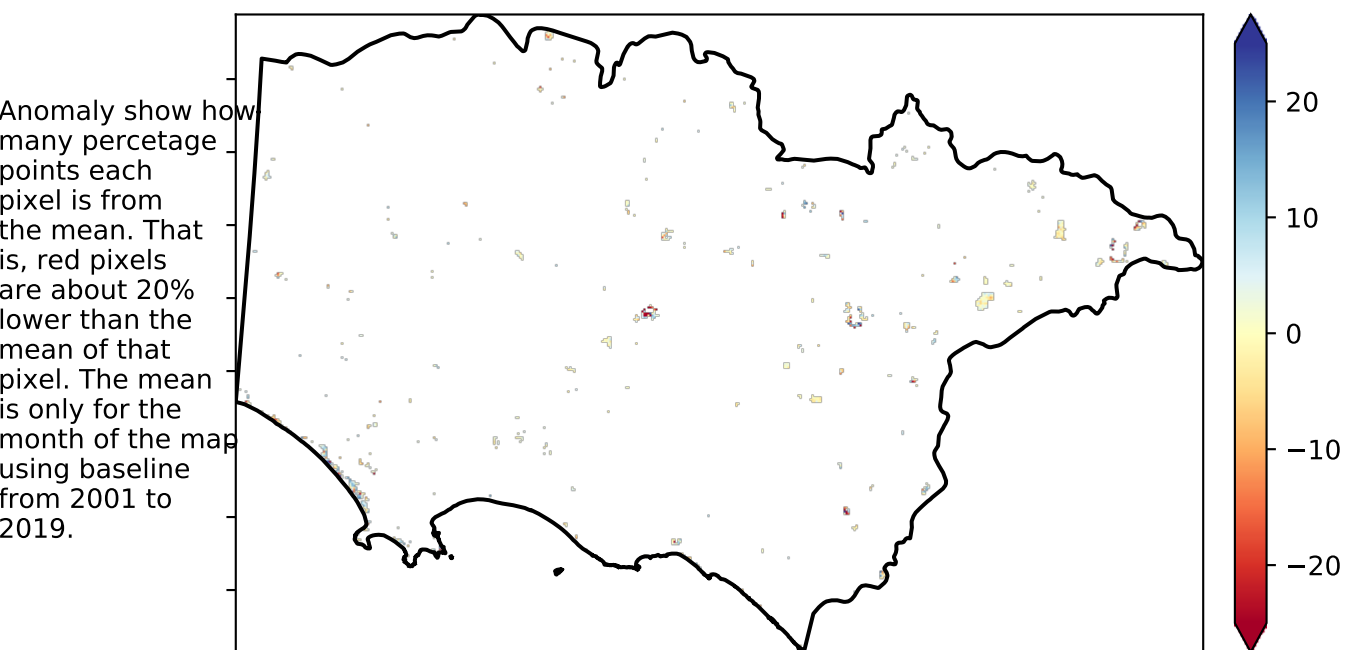 Anomaly show how
many percetage
points each
pixel is from
the mean. That
is, red pixels
are about 20%
lower than the
mean of that
pixel. The mean
is only for the
month of the map
using baseline
from 2001 to
2019.
20
10
0
−10
−20